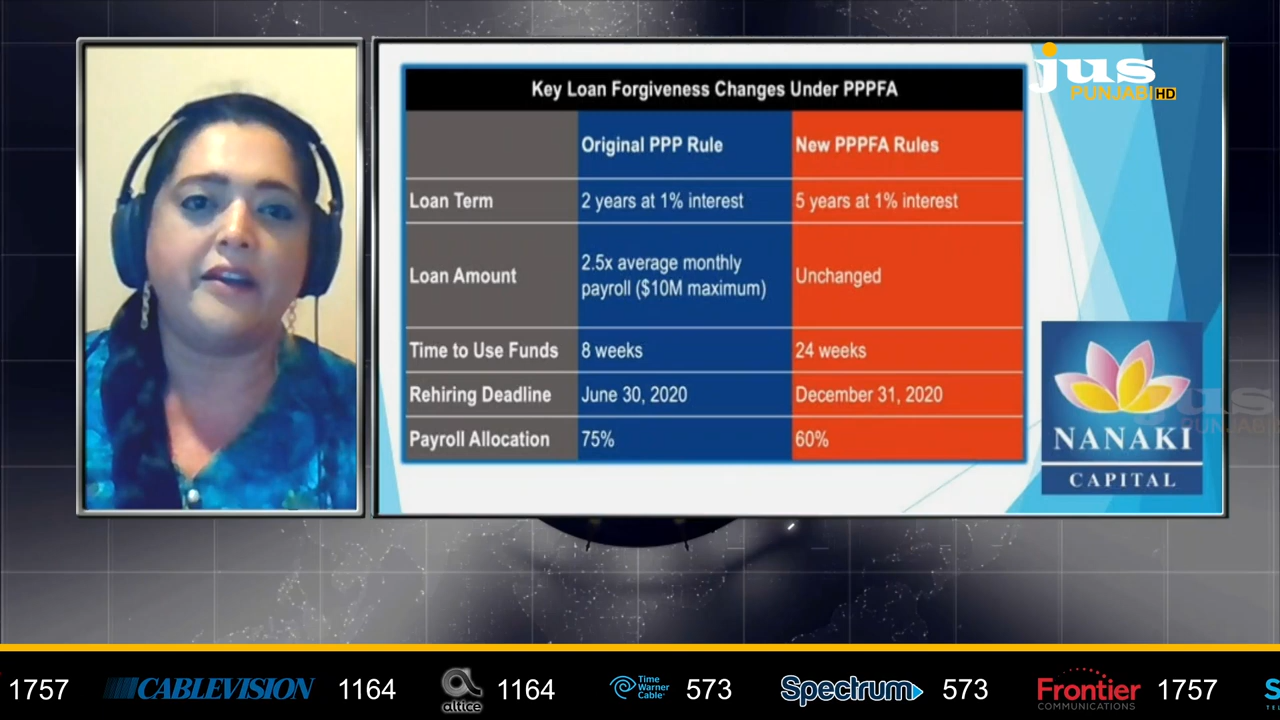 jus
PUNJABI HD
Key Loan Forgiveness Changes Under PPPFA
Original PPP Rule New PPPFA Rules
Loan Term 2 years at 1% interest 5 years at 1% interest
Loan Amount 2.5x average monthly payroll ($10M maximum) Unchanged
Time to Use Funds 8 weeks 24 weeks
Rehiring Deadline June 30, 2020 December 31, 2020
Payroll Allocation 75% 60%
jus
PUNJABI
NANAKI
CAPITAL
1757 CABLEVISION 1164 altice 1164 Time Warner Cable 573 Spectrum 573 Frontier COMMUNICATIONS 1757